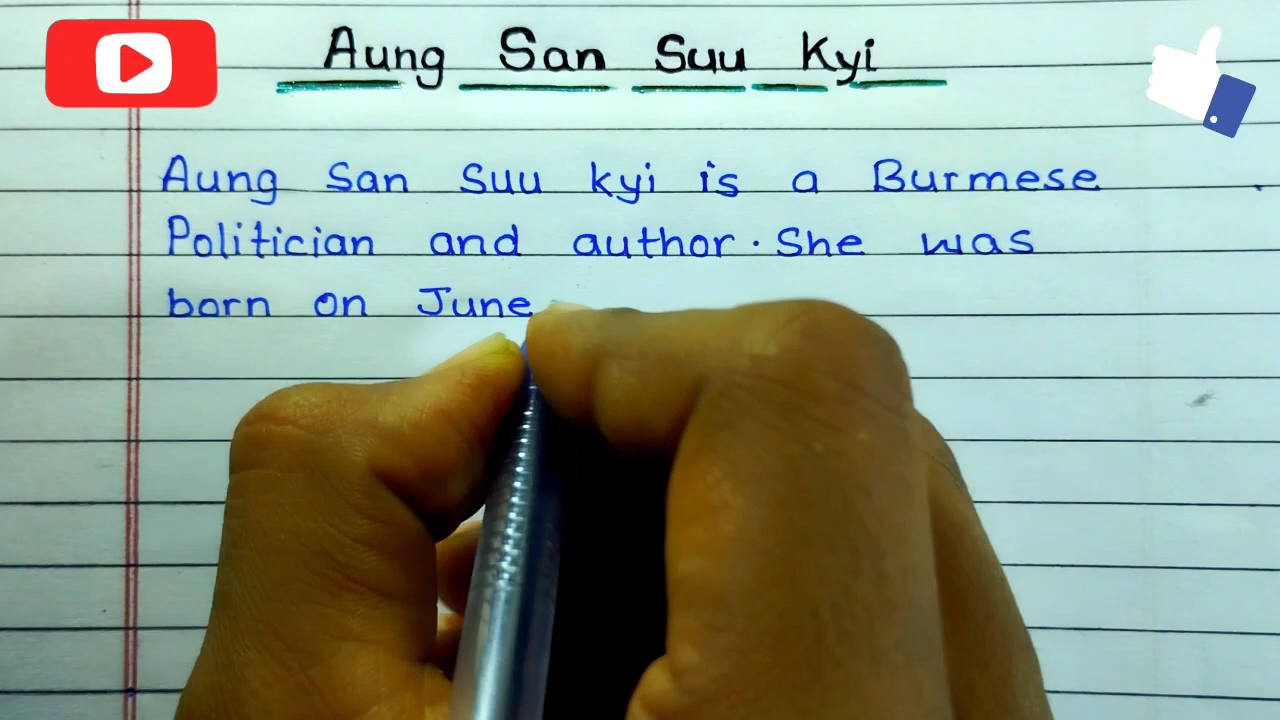 Aung San Suu Kyi
Aung San Suu kyi is a Burmese
Politician and author. She was
born on June